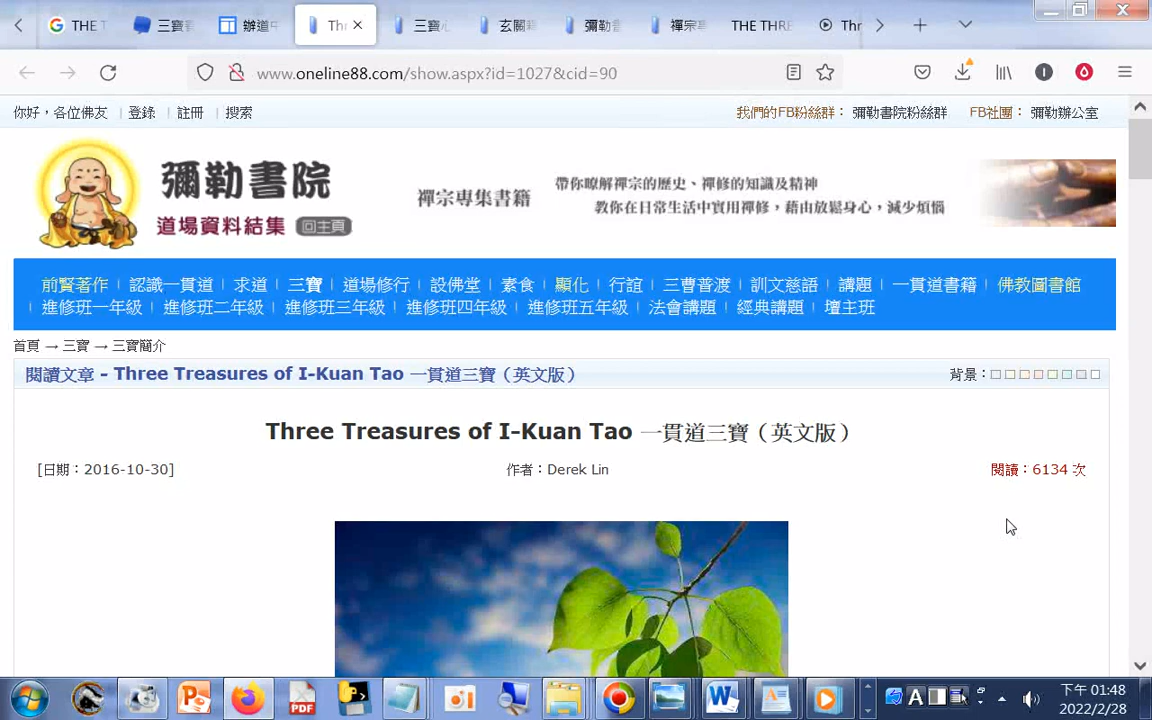 THE T
三寶
辦道
Thr
三寶
玄關
彌勒
禪宗
THE THRE
Thr
www.oneline88.com/show.aspx?id=1027&cid=90
你好，各位佛友 | 登錄 | 註冊 | 搜索
我們的FB粉絲群： 彌勒書院粉絲群 FB社團： 彌勒辦公室
彌勒書院
道場資料結集 回主頁
禪宗專集書籍
帶你瞭解禪宗的歷史、禪修的知識及精神
教你在日常生活中實用禪修，藉由放鬆身心，減少煩惱
前賢著作 | 認識一貫道 | 求道 | 三寶 | 道場修行 | 設佛堂 | 素食 | 顯化 | 行誼 | 三曹普渡 | 訓文慈語 | 講題 | 一貫道書籍 | 佛教圖書館
| 進修班一年級 | 進修班二年級 | 進修班三年級 | 進修班四年級 | 進修班五年級 | 法會講題 | 經典講題 | 壇主班
首頁 → 三寶 → 三寶簡介
閱讀文章 - Three Treasures of I-Kuan Tao 一貫道三寶（英文版）
背景：
Three Treasures of I-Kuan Tao 一貫道三寶（英文版）
[日期：2016-10-30]
作者：Derek Lin
閱讀：6134 次
PDF
下午 01:48
2022/2/28